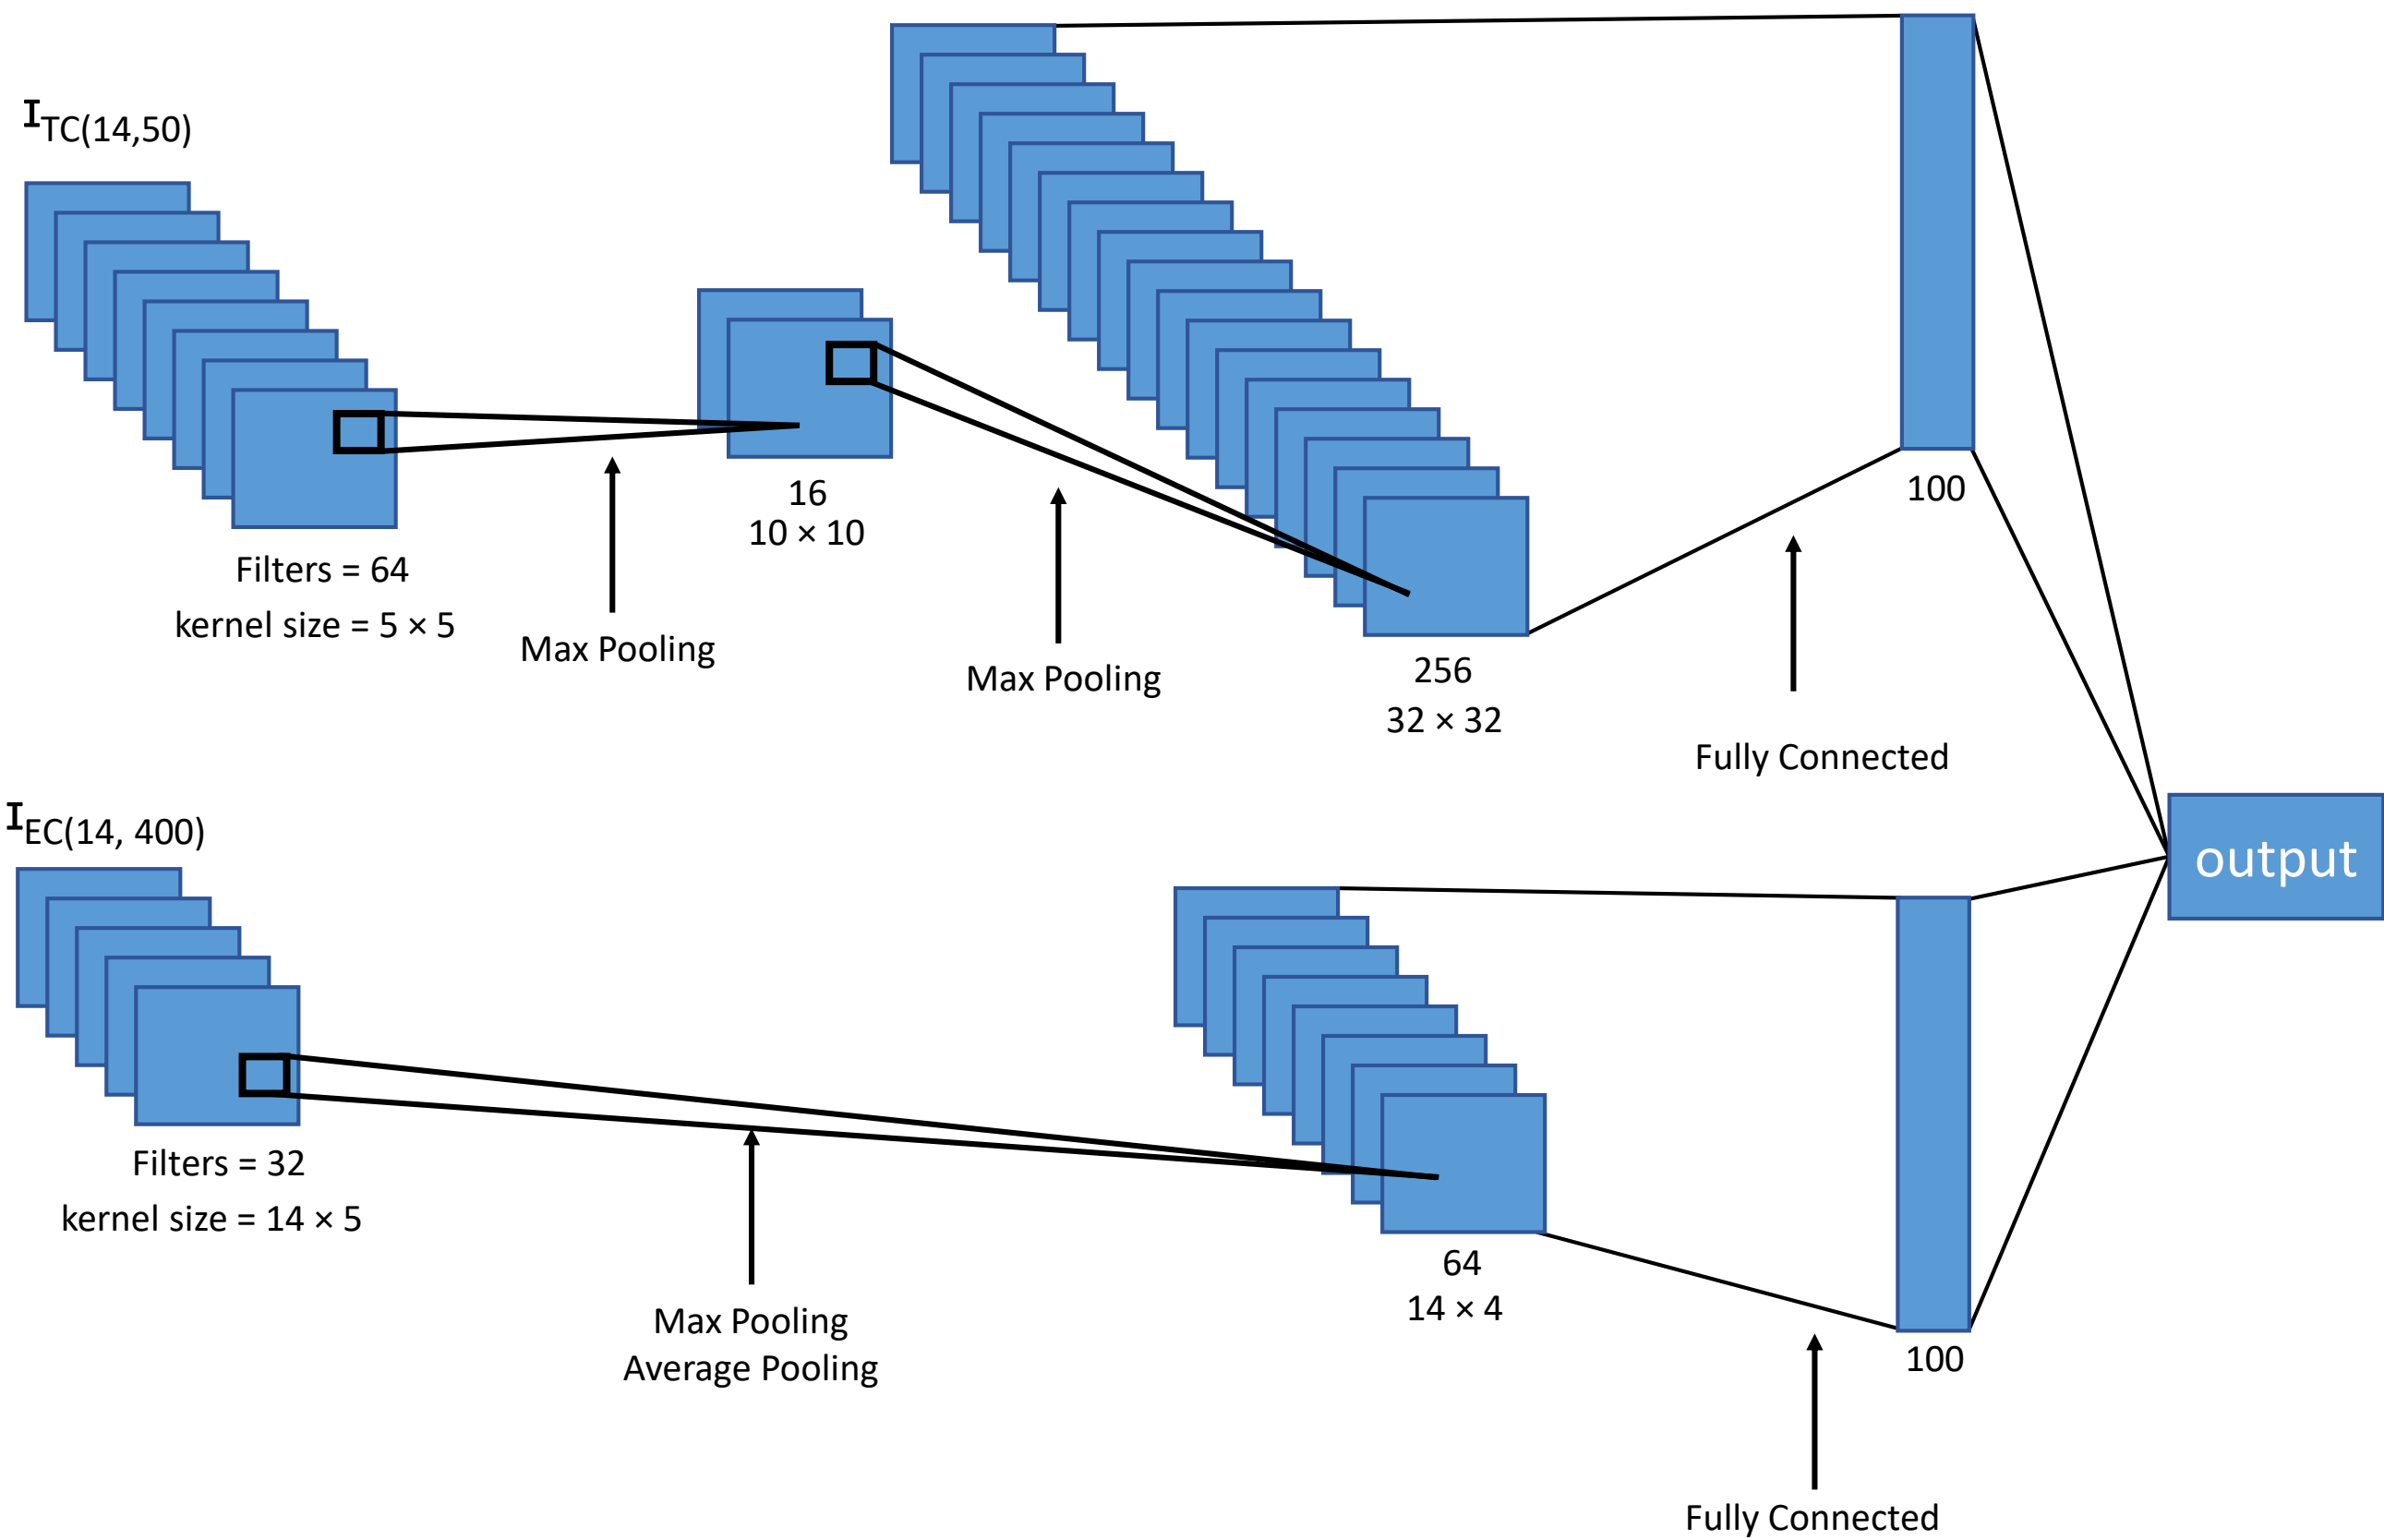 I_TC(14,50)
Filters = 64
kernel size = 5 × 5
Max Pooling
16
10 × 10
Max Pooling
256
32 × 32
100
Fully Connected
I_EC(14, 400)
Filters = 32
kernel size = 14 × 5
Max Pooling
Average Pooling
64
14 × 4
100
Fully Connected
output